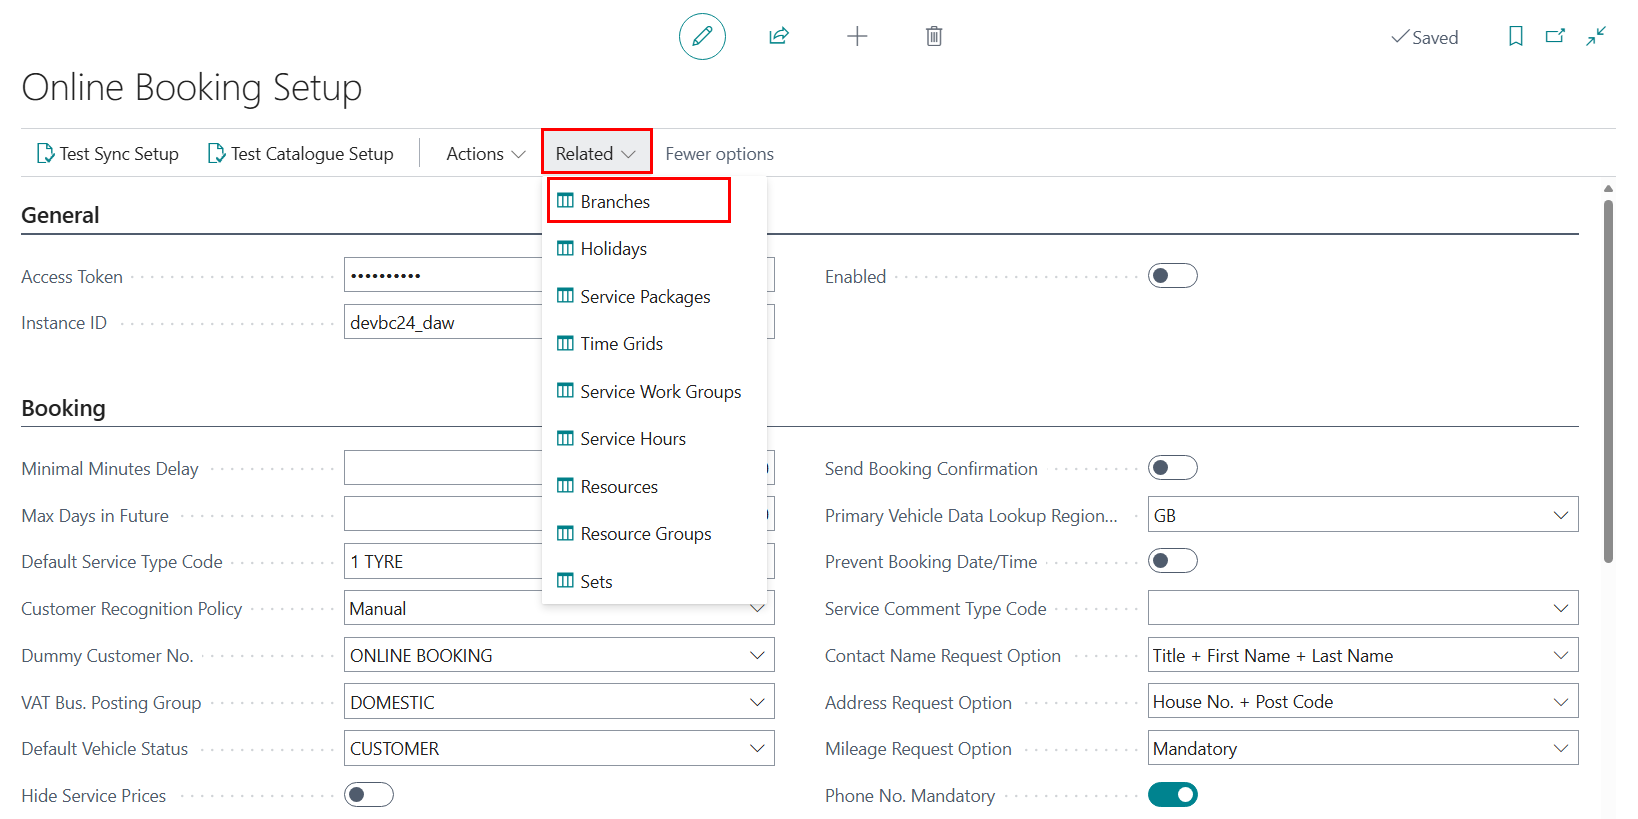 Saved
Online Booking Setup
Test Sync Setup Test Catalogue Setup Actions Related Fewer options
Branches
Holidays
Service Packages
Time Grids
Service Work Groups
Service Hours
Resources
Resource Groups
Sets
General
Access Token ••••••••••
Enabled
Instance ID devbc24_daw
Booking
Minimal Minutes Delay
Send Booking Confirmation
Max Days in Future
Primary Vehicle Data Lookup Region... GB
Default Service Type Code 1 TYRE
Prevent Booking Date/Time
Customer Recognition Policy Manual
Service Comment Type Code
Dummy Customer No. ONLINE BOOKING
Contact Name Request Option Title + First Name + Last Name
VAT Bus. Posting Group DOMESTIC
Address Request Option House No. + Post Code
Default Vehicle Status CUSTOMER
Mileage Request Option Mandatory
Hide Service Prices
Phone No. Mandatory